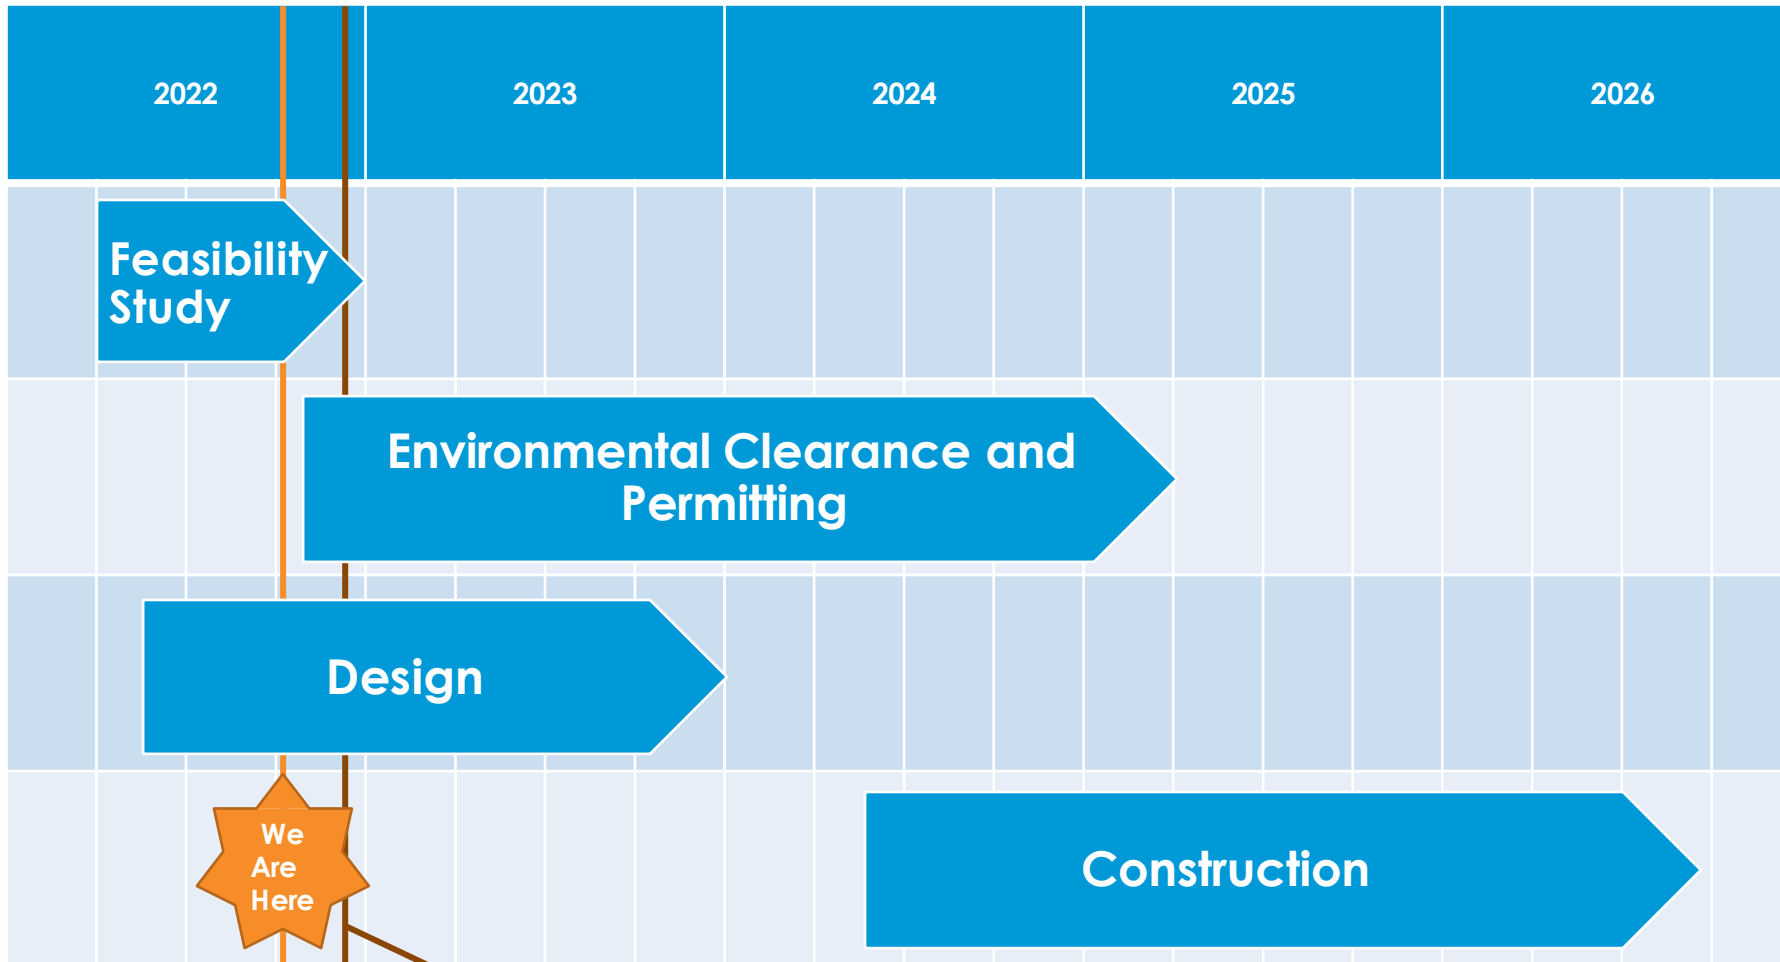 2022 2023 2024 2025 2026
Feasibility
Study
Environmental Clearance and
Permitting
Design
We
Are
Here
Construction